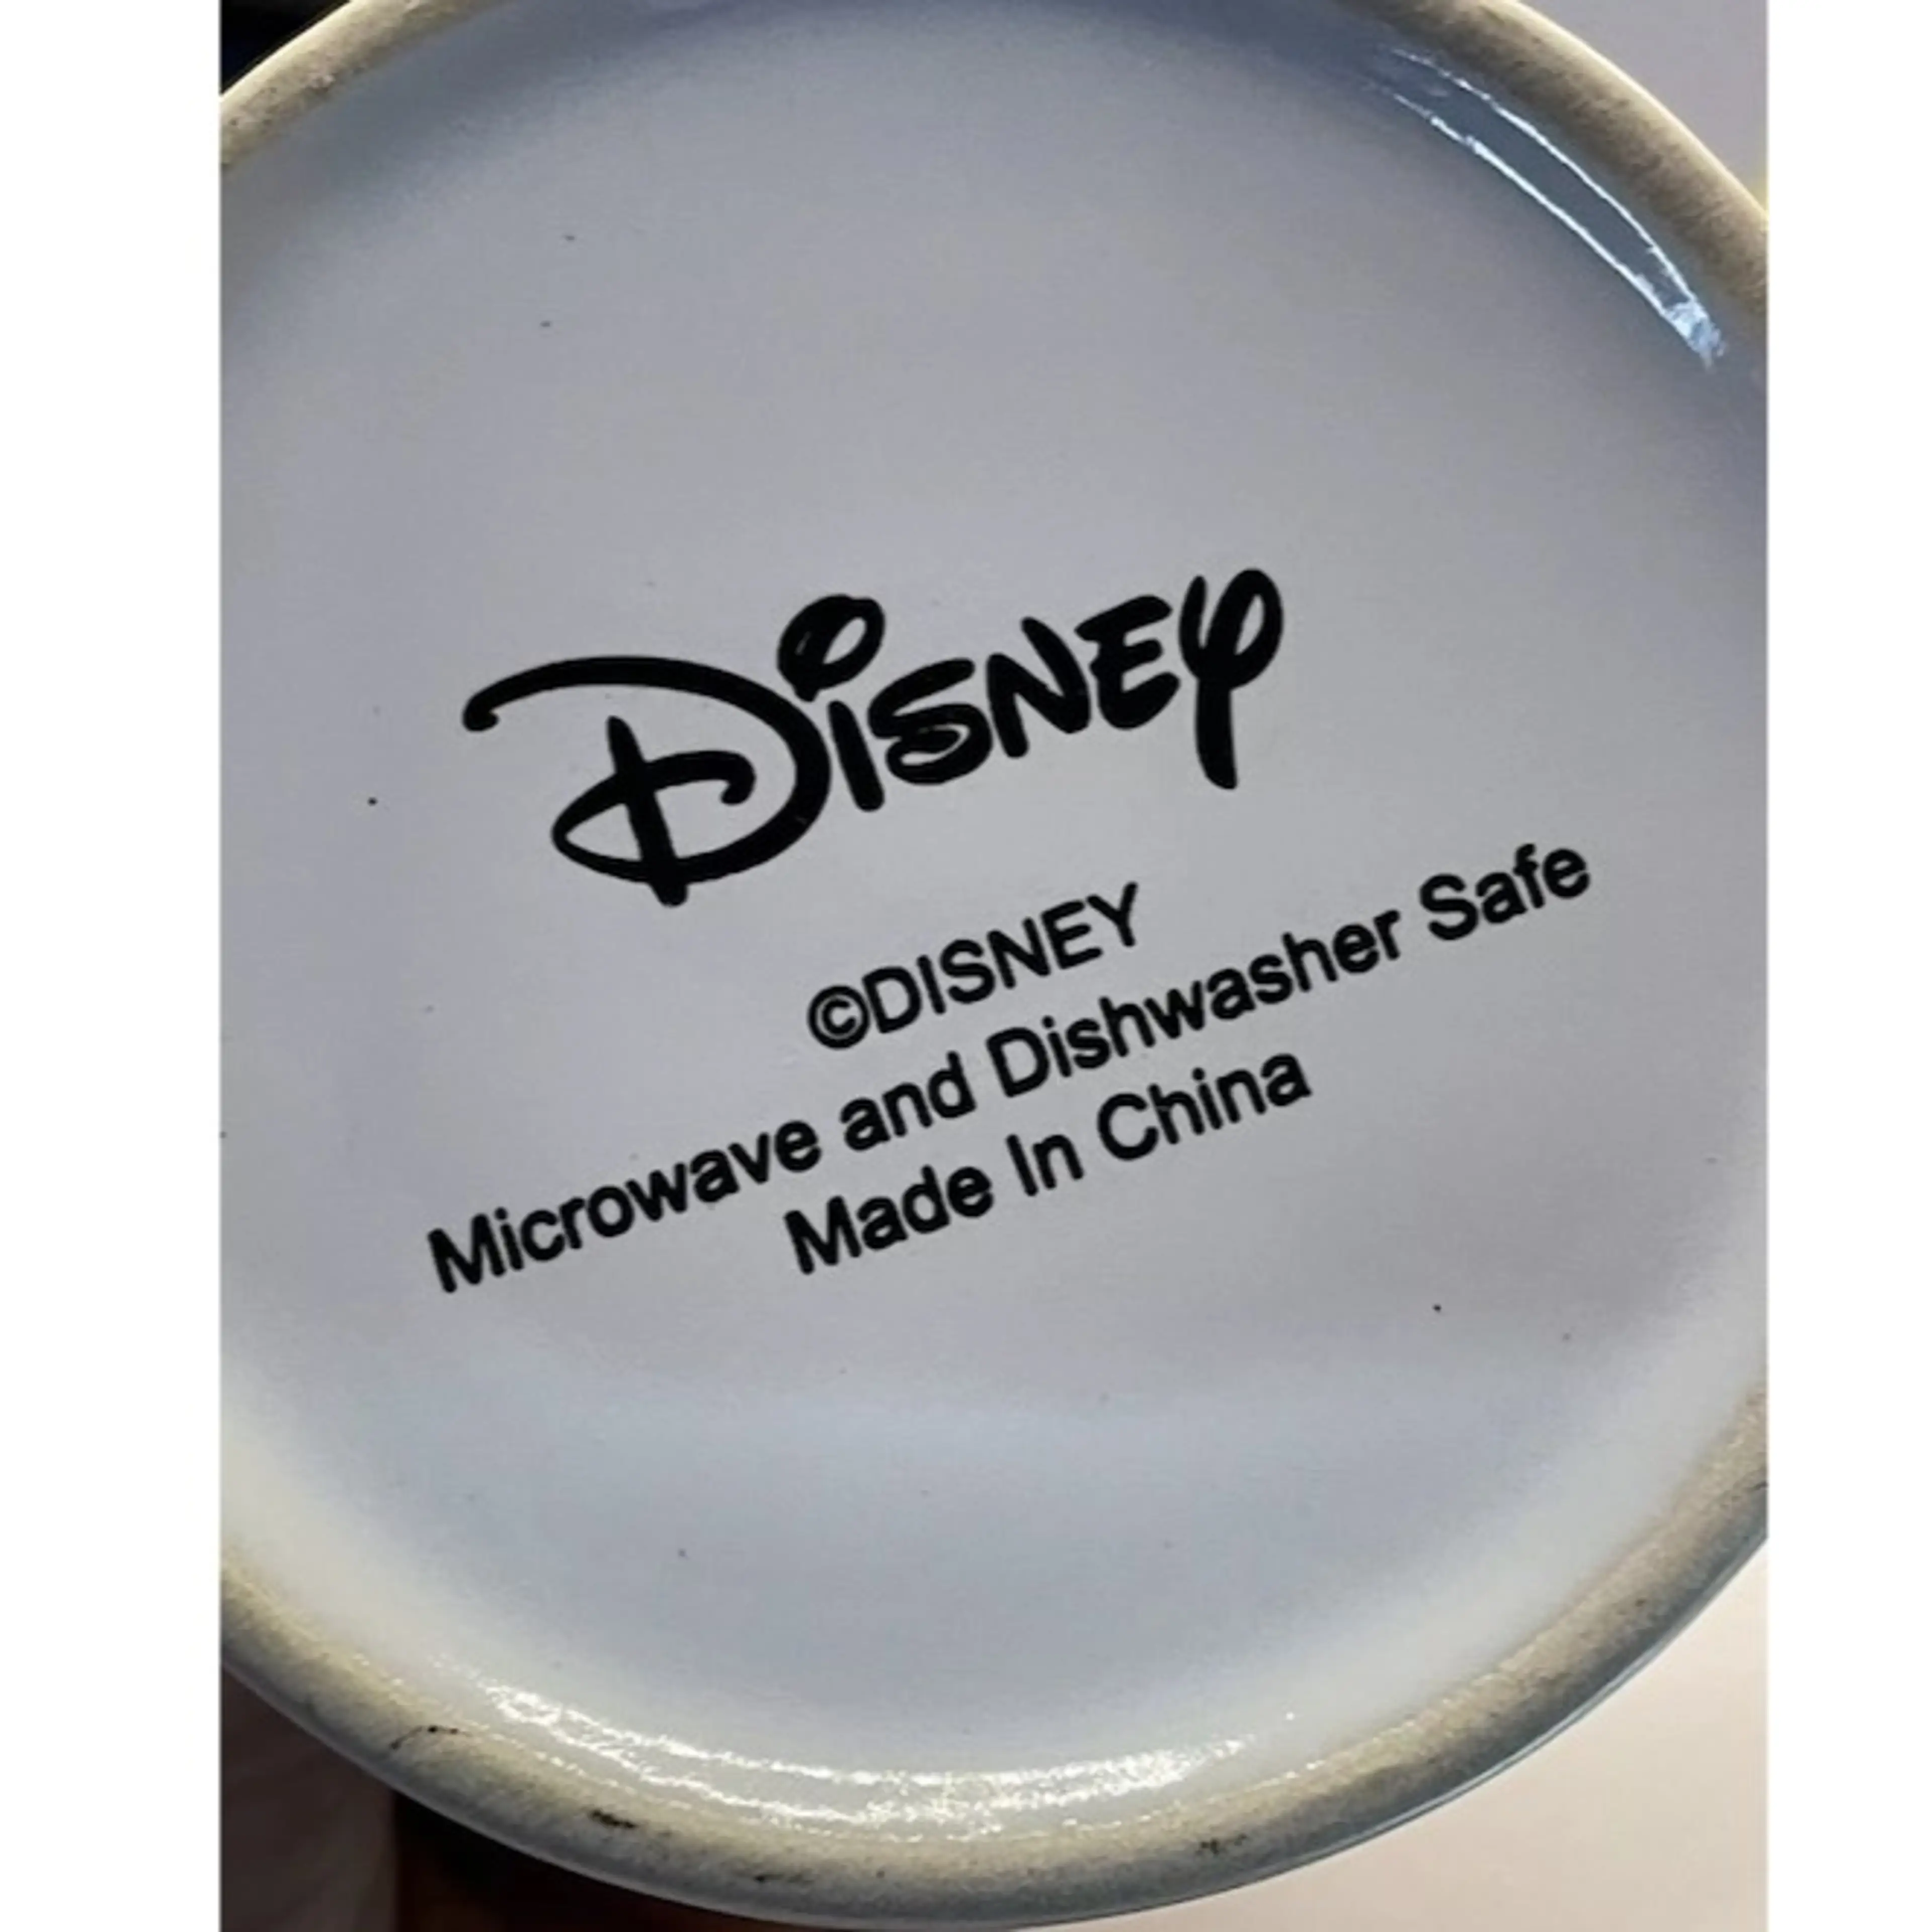 Disney
©DISNEY
Microwave and Dishwasher Safe
Made In China